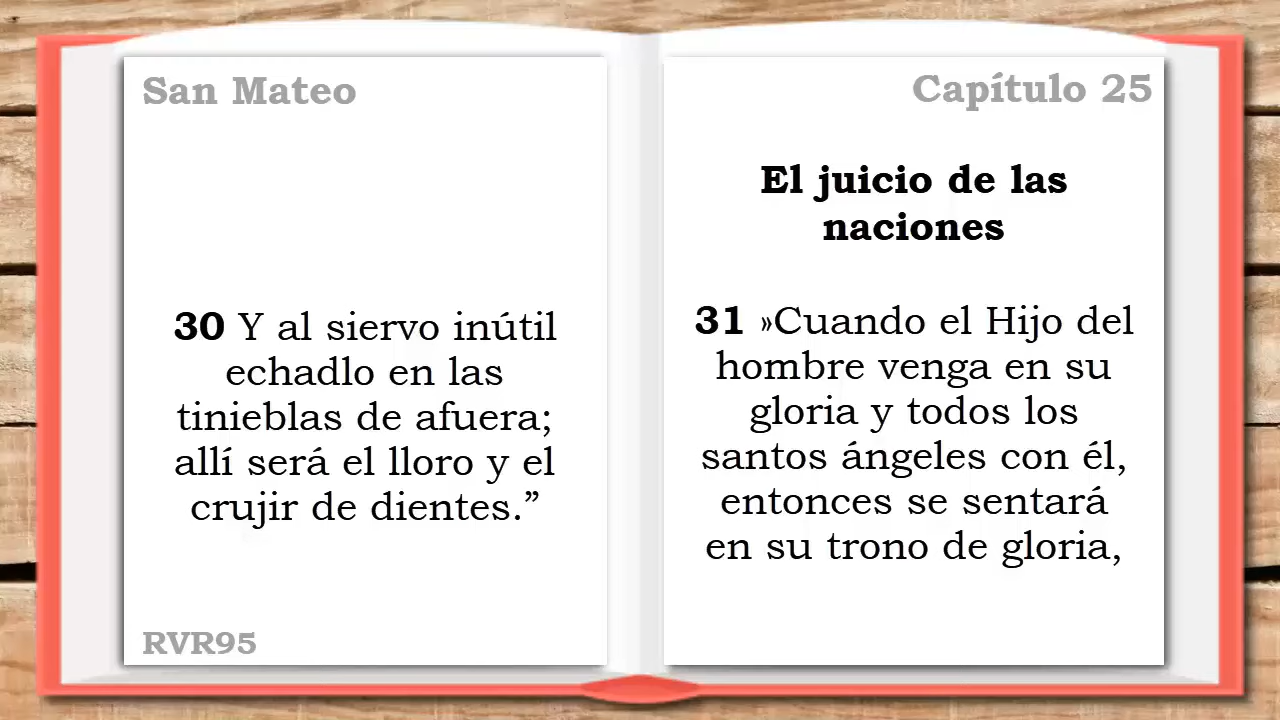 San Mateo
30 Y al siervo inútil
echadlo en las
tinieblas de afuera;
allí será el lloro y el
crujir de dientes.”
RVR95
Capítulo 25
El juicio de las
naciones
31 »Cuando el Hijo del
hombre venga en su
gloria y todos los
santos ángeles con él,
entonces se sentará
en su trono de gloria,